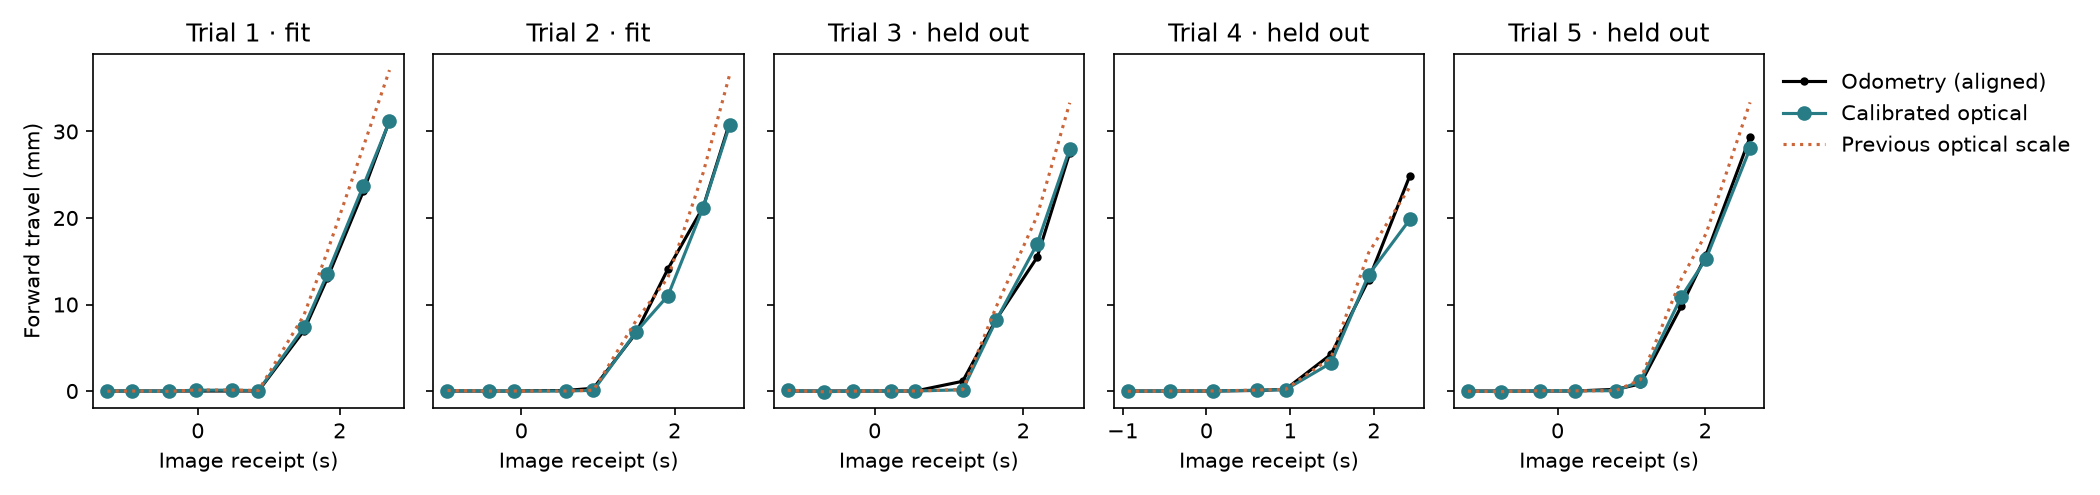 Trial 1 · fit
Trial 2 · fit
Trial 3 · held out
Trial 4 · held out
Trial 5 · held out
Odometry (aligned)
Calibrated optical
Previous optical scale
Forward travel (mm)
30
20
10
0
0 2
0 2
0 2
−1 0 1 2
0 2
Image receipt (s)
Image receipt (s)
Image receipt (s)
Image receipt (s)
Image receipt (s)